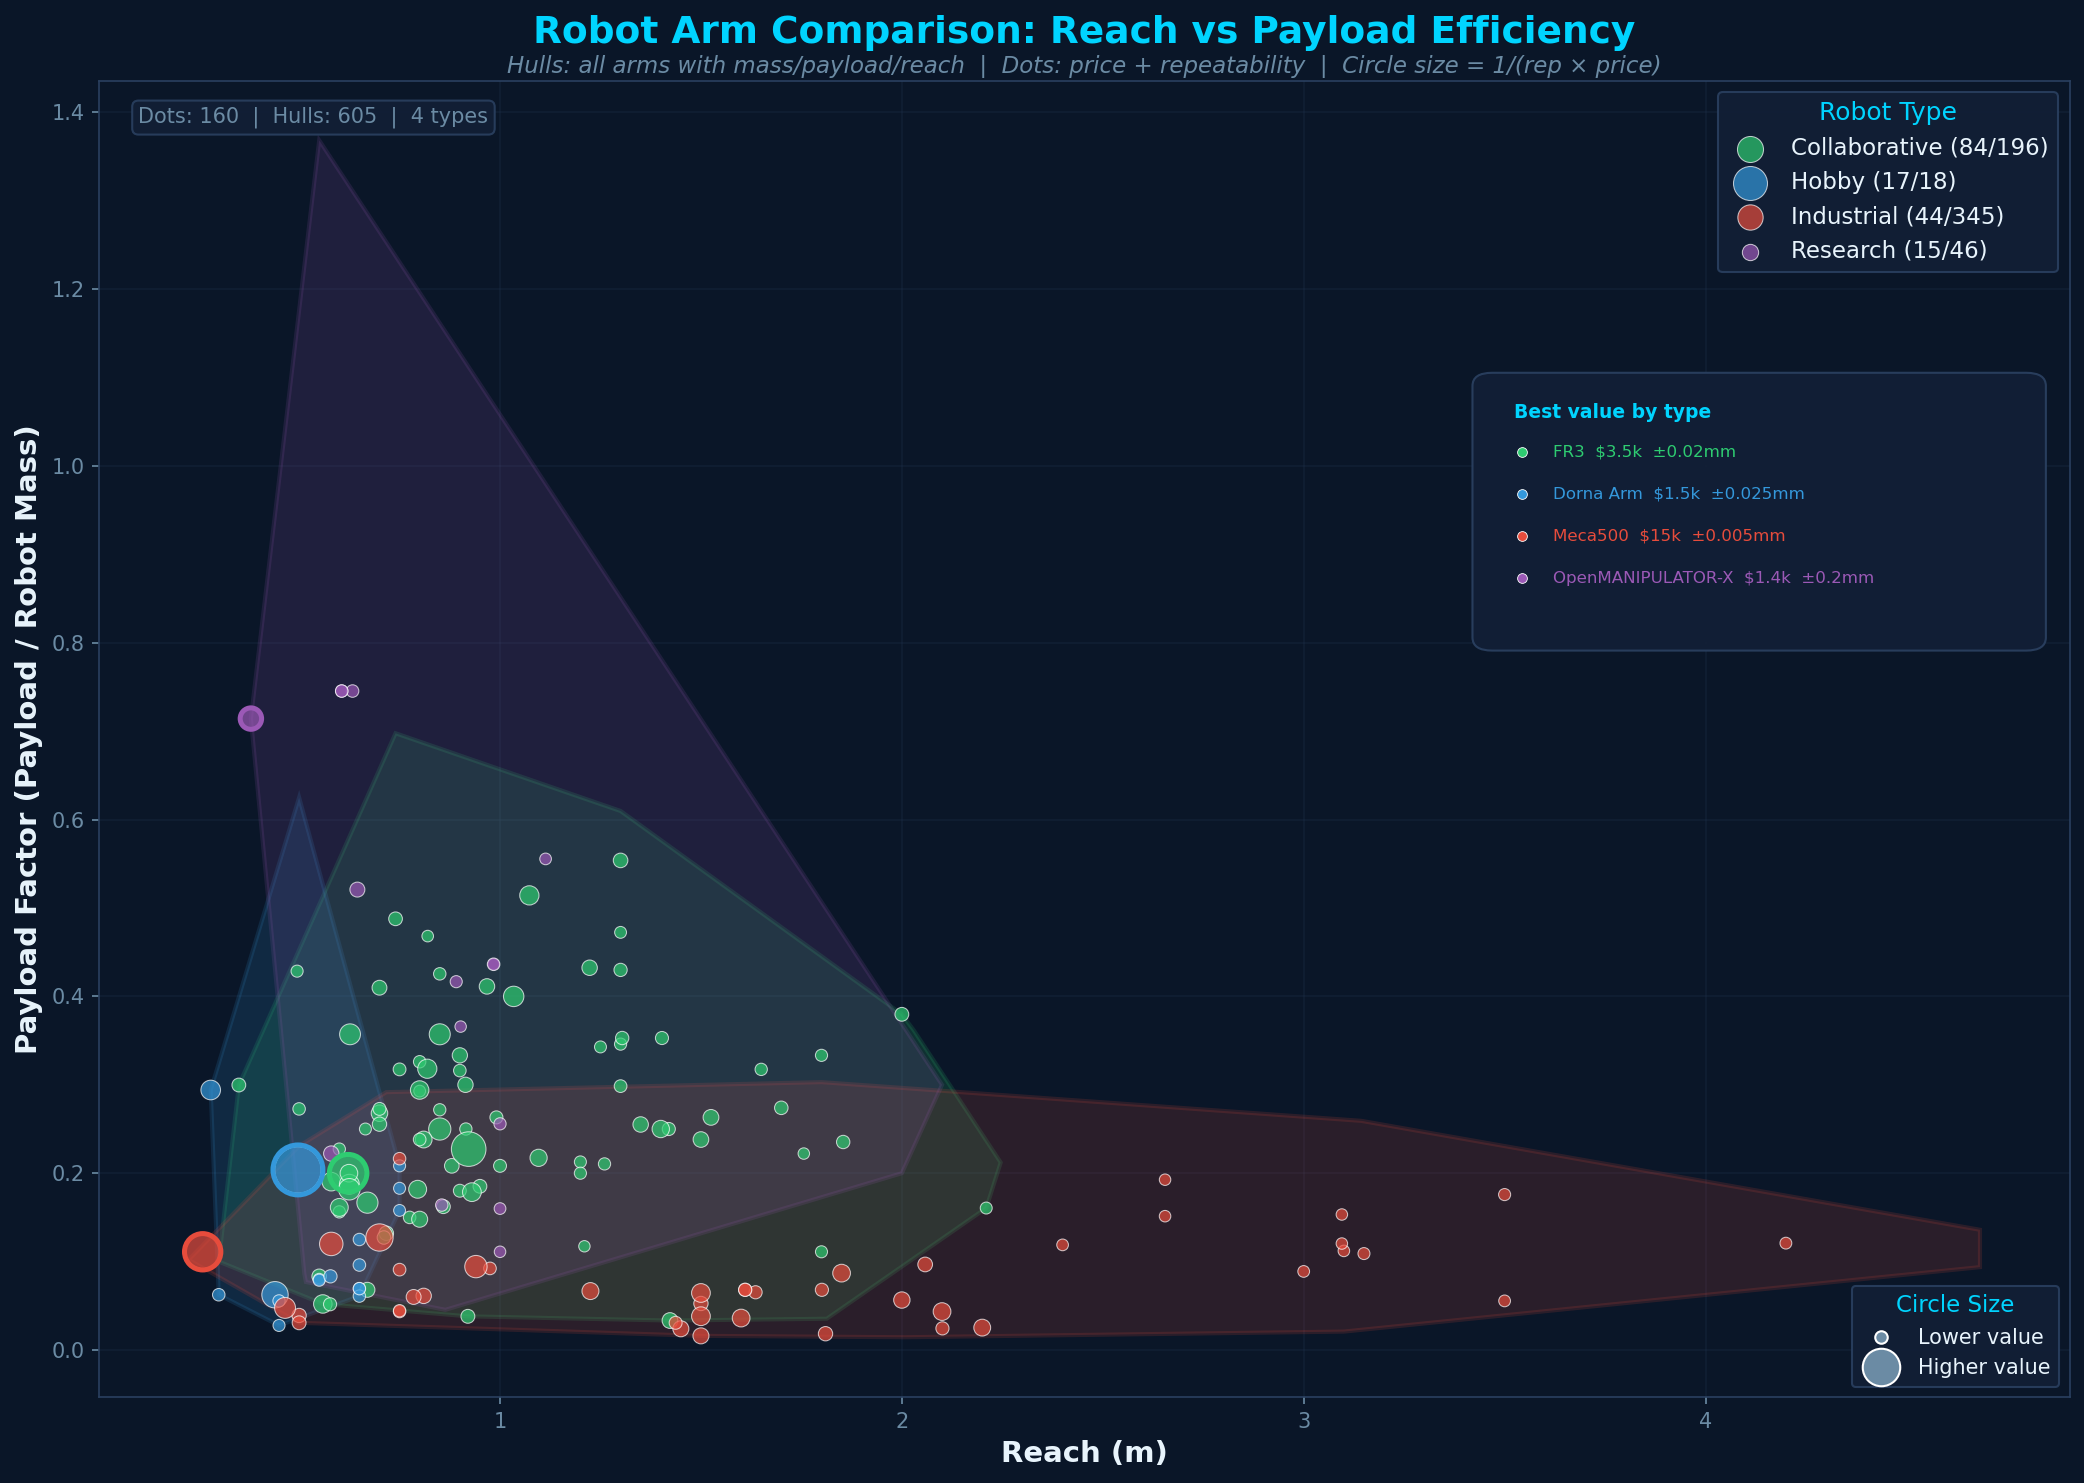 Robot Arm Comparison: Reach vs Payload Efficiency
Hulls: all arms with mass/payload/reach | Dots: price + repeatability | Circle size = 1/(rep × price)
Dots: 160 | Hulls: 605 | 4 types
Robot Type
Collaborative (84/196)
Hobby (17/18)
Industrial (44/345)
Research (15/46)
Best value by type
FR3 $3.5k ±0.02mm
Dorna Arm $1.5k ±0.025mm
Meca500 $15k ±0.005mm
OpenMANIPULATOR-X $1.4k ±0.2mm
Payload Factor (Payload / Robot Mass)
1.4
1.2
1.0
0.8
0.6
0.4
0.2
0.0
Circle Size
Lower value
Higher value
1
2
3
4
Reach (m)